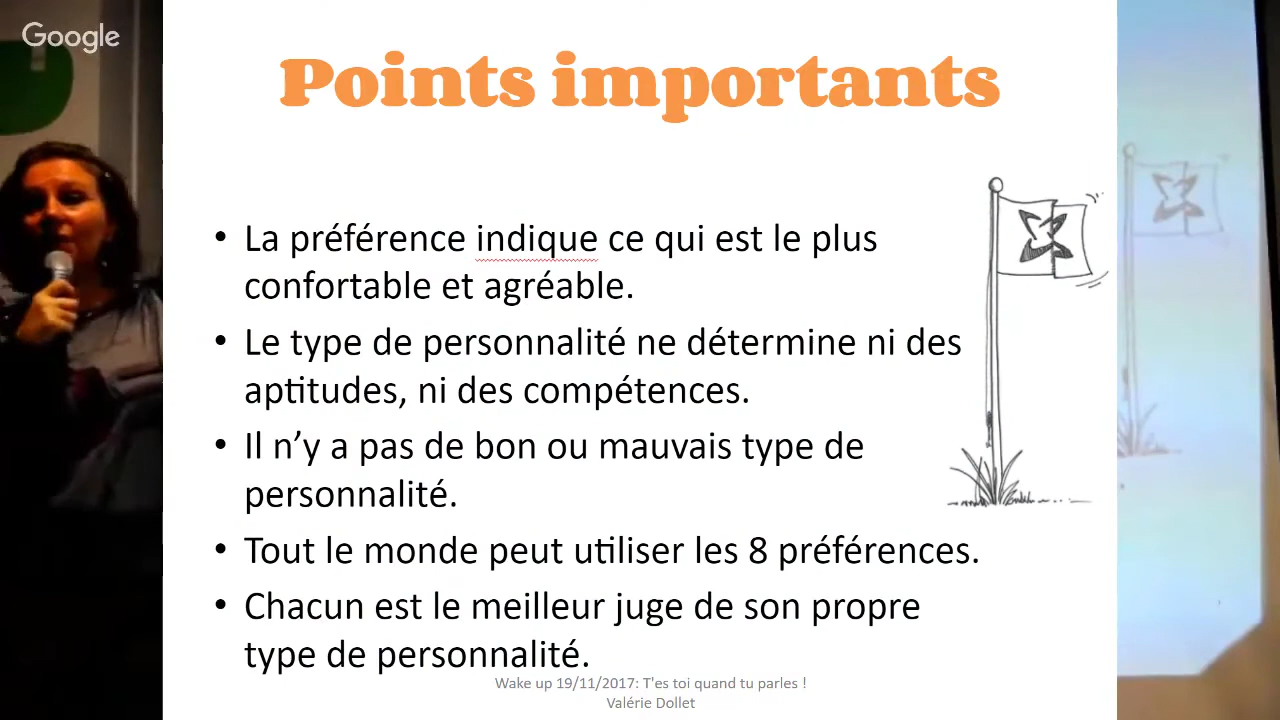 Google
Points importants
• La préférence indique ce qui est le plus
confortable et agréable.
• Le type de personnalité ne détermine ni des
aptitudes, ni des compétences.
• Il n’y a pas de bon ou mauvais type de
personnalité.
• Tout le monde peut utiliser les 8 préférences.
• Chacun est le meilleur juge de son propre
type de personnalité.
Wake up 19/11/2017: T'es toi quand tu parles !
Valérie Dollet